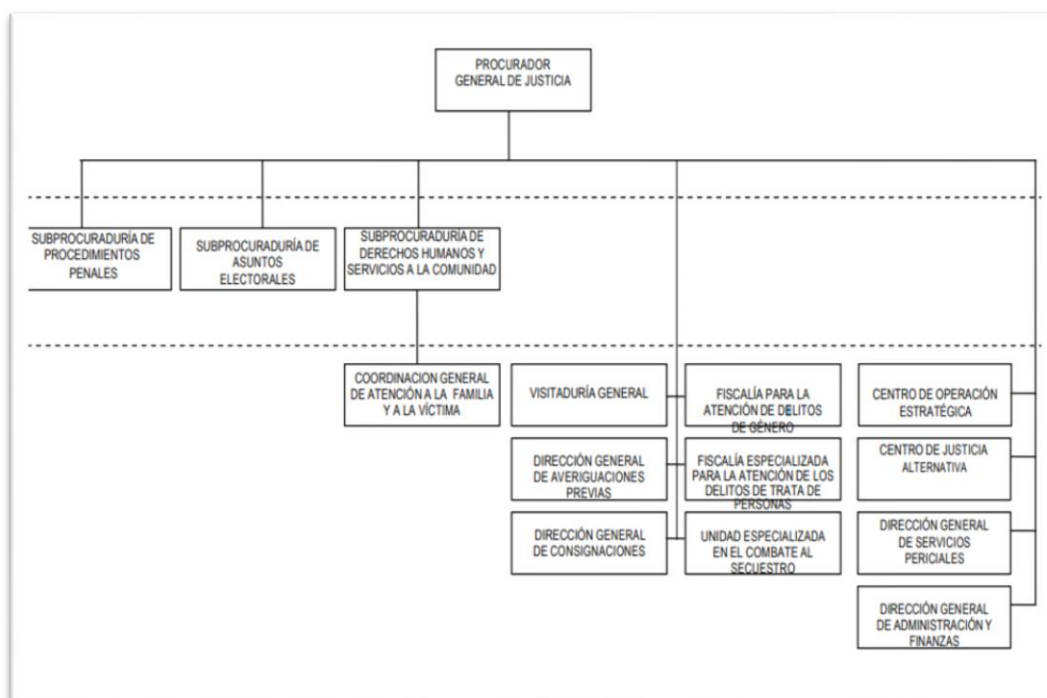 PROCURADOR
GENERAL DE JUSTICIA
SUBPROCURADURÍA DE
PROCEDIMIENTOS
PENALES
SUBPROCURADURÍA DE
ASUNTOS
ELECTORALES
SUBPROCURADURÍA DE
DERECHOS HUMANOS Y
SERVICIOS A LA COMUNIDAD
COORDINACION GENERAL
DE ATENCIÓN A LA FAMILIA
Y A LA VÍCTIMA
VISITADURÍA GENERAL
FISCALÍA PARA LA
ATENCIÓN DE DELITOS
DE GÉNERO
CENTRO DE OPERACIÓN
ESTRATÉGICA
DIRECCIÓN GENERAL
DE AVERIGUACIONES
PREVIAS
FISCALÍA ESPECIALIZADA
PARA LA ATENCIÓN DE LOS
DELITOS DE TRATA DE
PERSONAS
CENTRO DE JUSTICIA
ALTERNATIVA
DIRECCIÓN GENERAL
DE CONSIGNACIONES
UNIDAD ESPECIALIZADA
EN EL COMBATE AL
SECUESTRO
DIRECCIÓN GENERAL
DE SERVICIOS
PERICIALES
DIRECCIÓN GENERAL
DE ADMINISTRACIÓN Y
FINANZAS